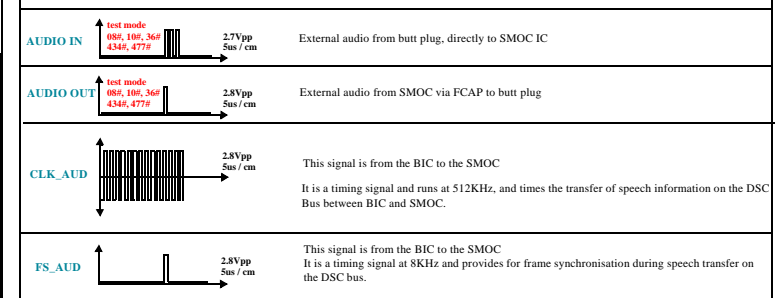 test mode
AUDIO IN
08#, 10#, 36#
434#, 477#
2.7Vpp
5us / cm
External audio from butt plug, directly to SMOC IC
test mode
AUDIO OUT
08#, 10#, 36#
434#, 477#
2.8Vpp
5us / cm
External audio from SMOC via FCAP to butt plug
CLK_AUD
2.8Vpp
5us / cm
This signal is from the BIC to the SMOC
It is a timing signal and runs at 512KHz, and times the transfer of speech information on the DSC
Bus between BIC and SMOC.
FS_AUD
2.8Vpp
5us / cm
This signal is from the BIC to the SMOC
It is a timing signal at 8KHz and provides for frame synchronisation during speech transfer on
the DSC bus.